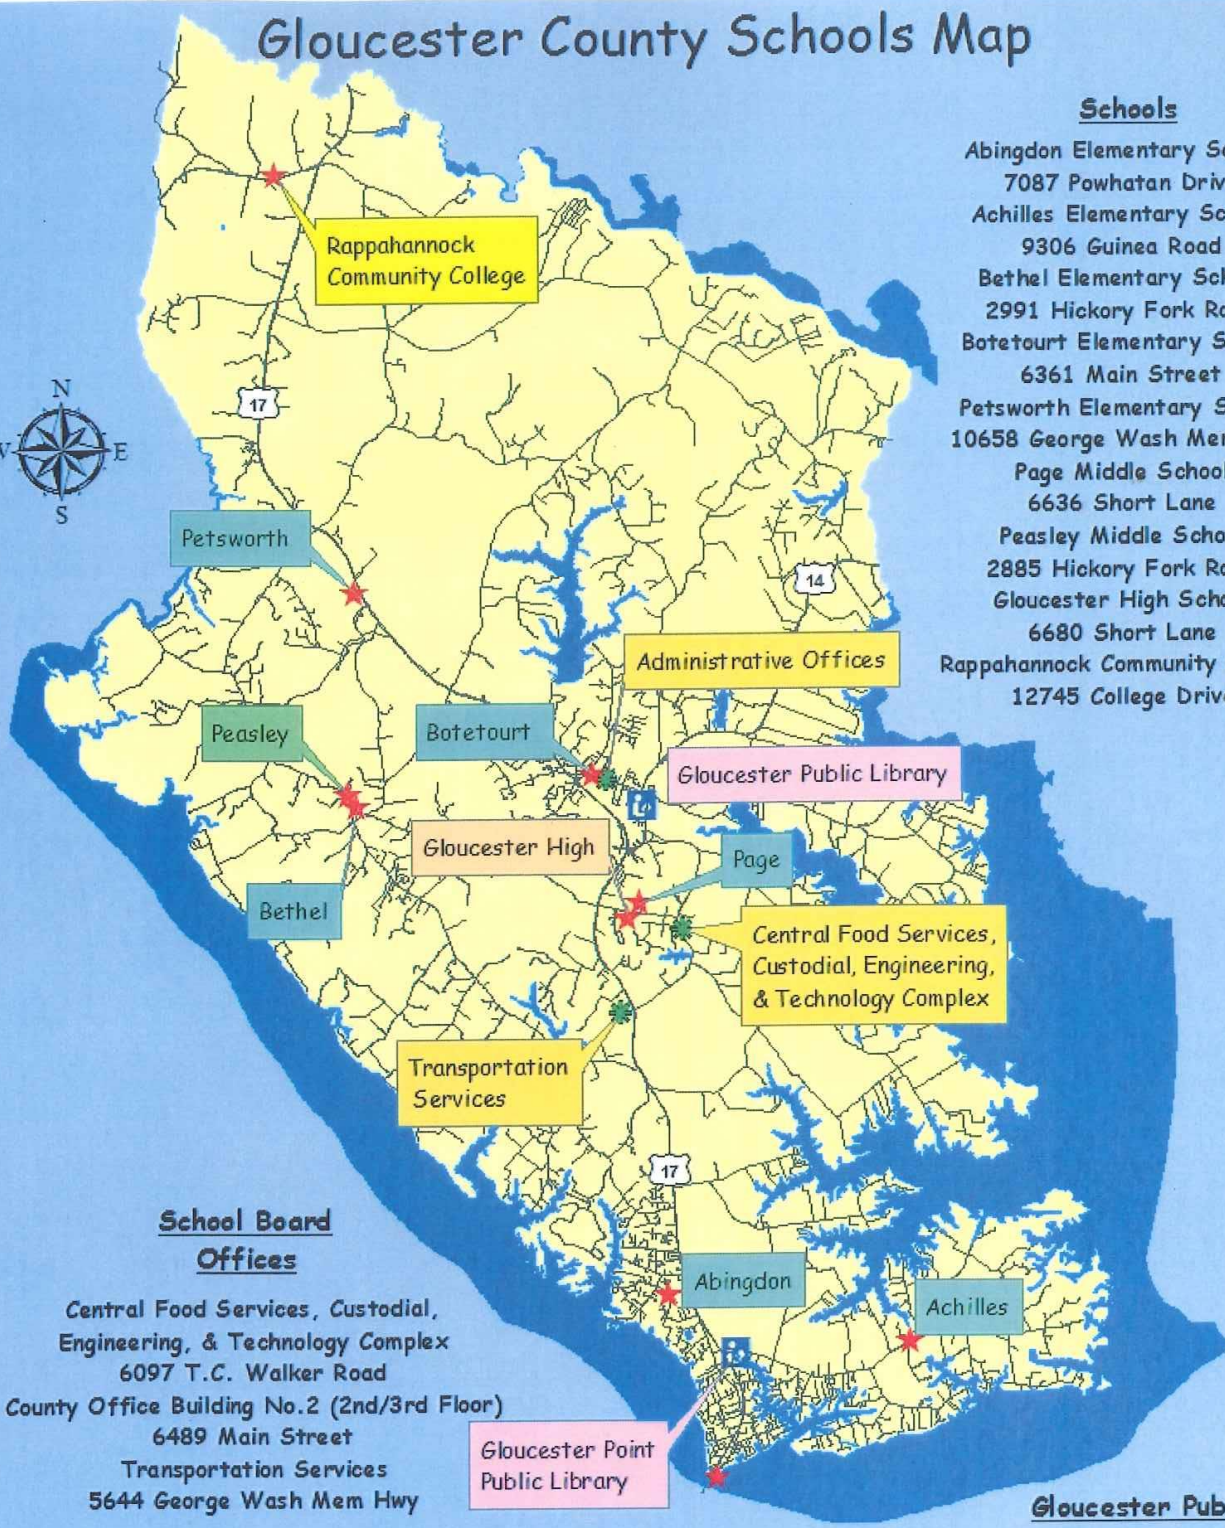 Gloucester County Schools Map
Schools
Abingdon Elementary
7087 Powhatan
Achilles Elementary
9306 Guinea Road
Bethel Elementary
2991 Hickory Fork
Botetourt Elementary
6361 Main Street
Petsworth Elementary
10658 George Wash
Page Middle School
6636 Short Lane
Peasley Middle
2885 Hickory Fork
Gloucester High
6680 Short Lane
Rappahannock Community
12745 College
Rappahannock
Community College
17
N
E
S
Petsworth
14
Administrative Offices
Peasley
Botetourt
Gloucester Public Library
Gloucester High
Page
Bethel
Central Food Services,
Custodial, Engineering,
& Technology Complex
Transportation
Services
17
Abingdon
Achilles
Gloucester Point
Public Library
School Board
Offices
Central Food Services, Custodial,
Engineering, & Technology Complex
6097 T.C. Walker Road
County Office Building No.2 (2nd/3rd Floor)
6489 Main Street
Transportation Services
5644 George Wash Mem Hwy
Gloucester